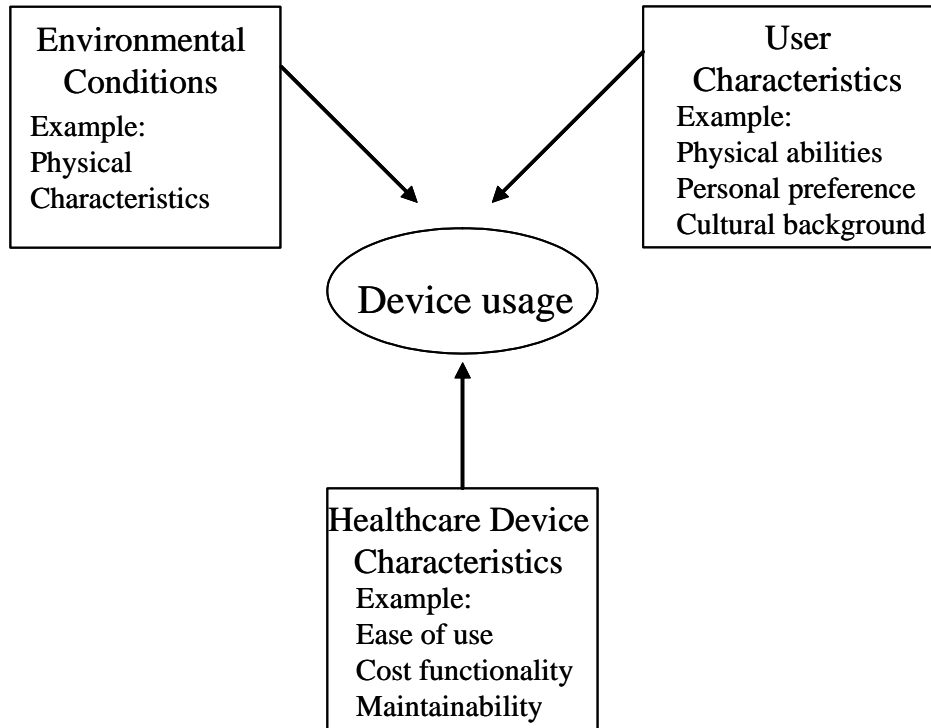 Environmental
Conditions
Example:
Physical
Characteristics
User
Characteristics
Example:
Physical abilities
Personal preference
Cultural background
Device usage
Healthcare Device
Characteristics
Example:
Ease of use
Cost functionality
Maintainability